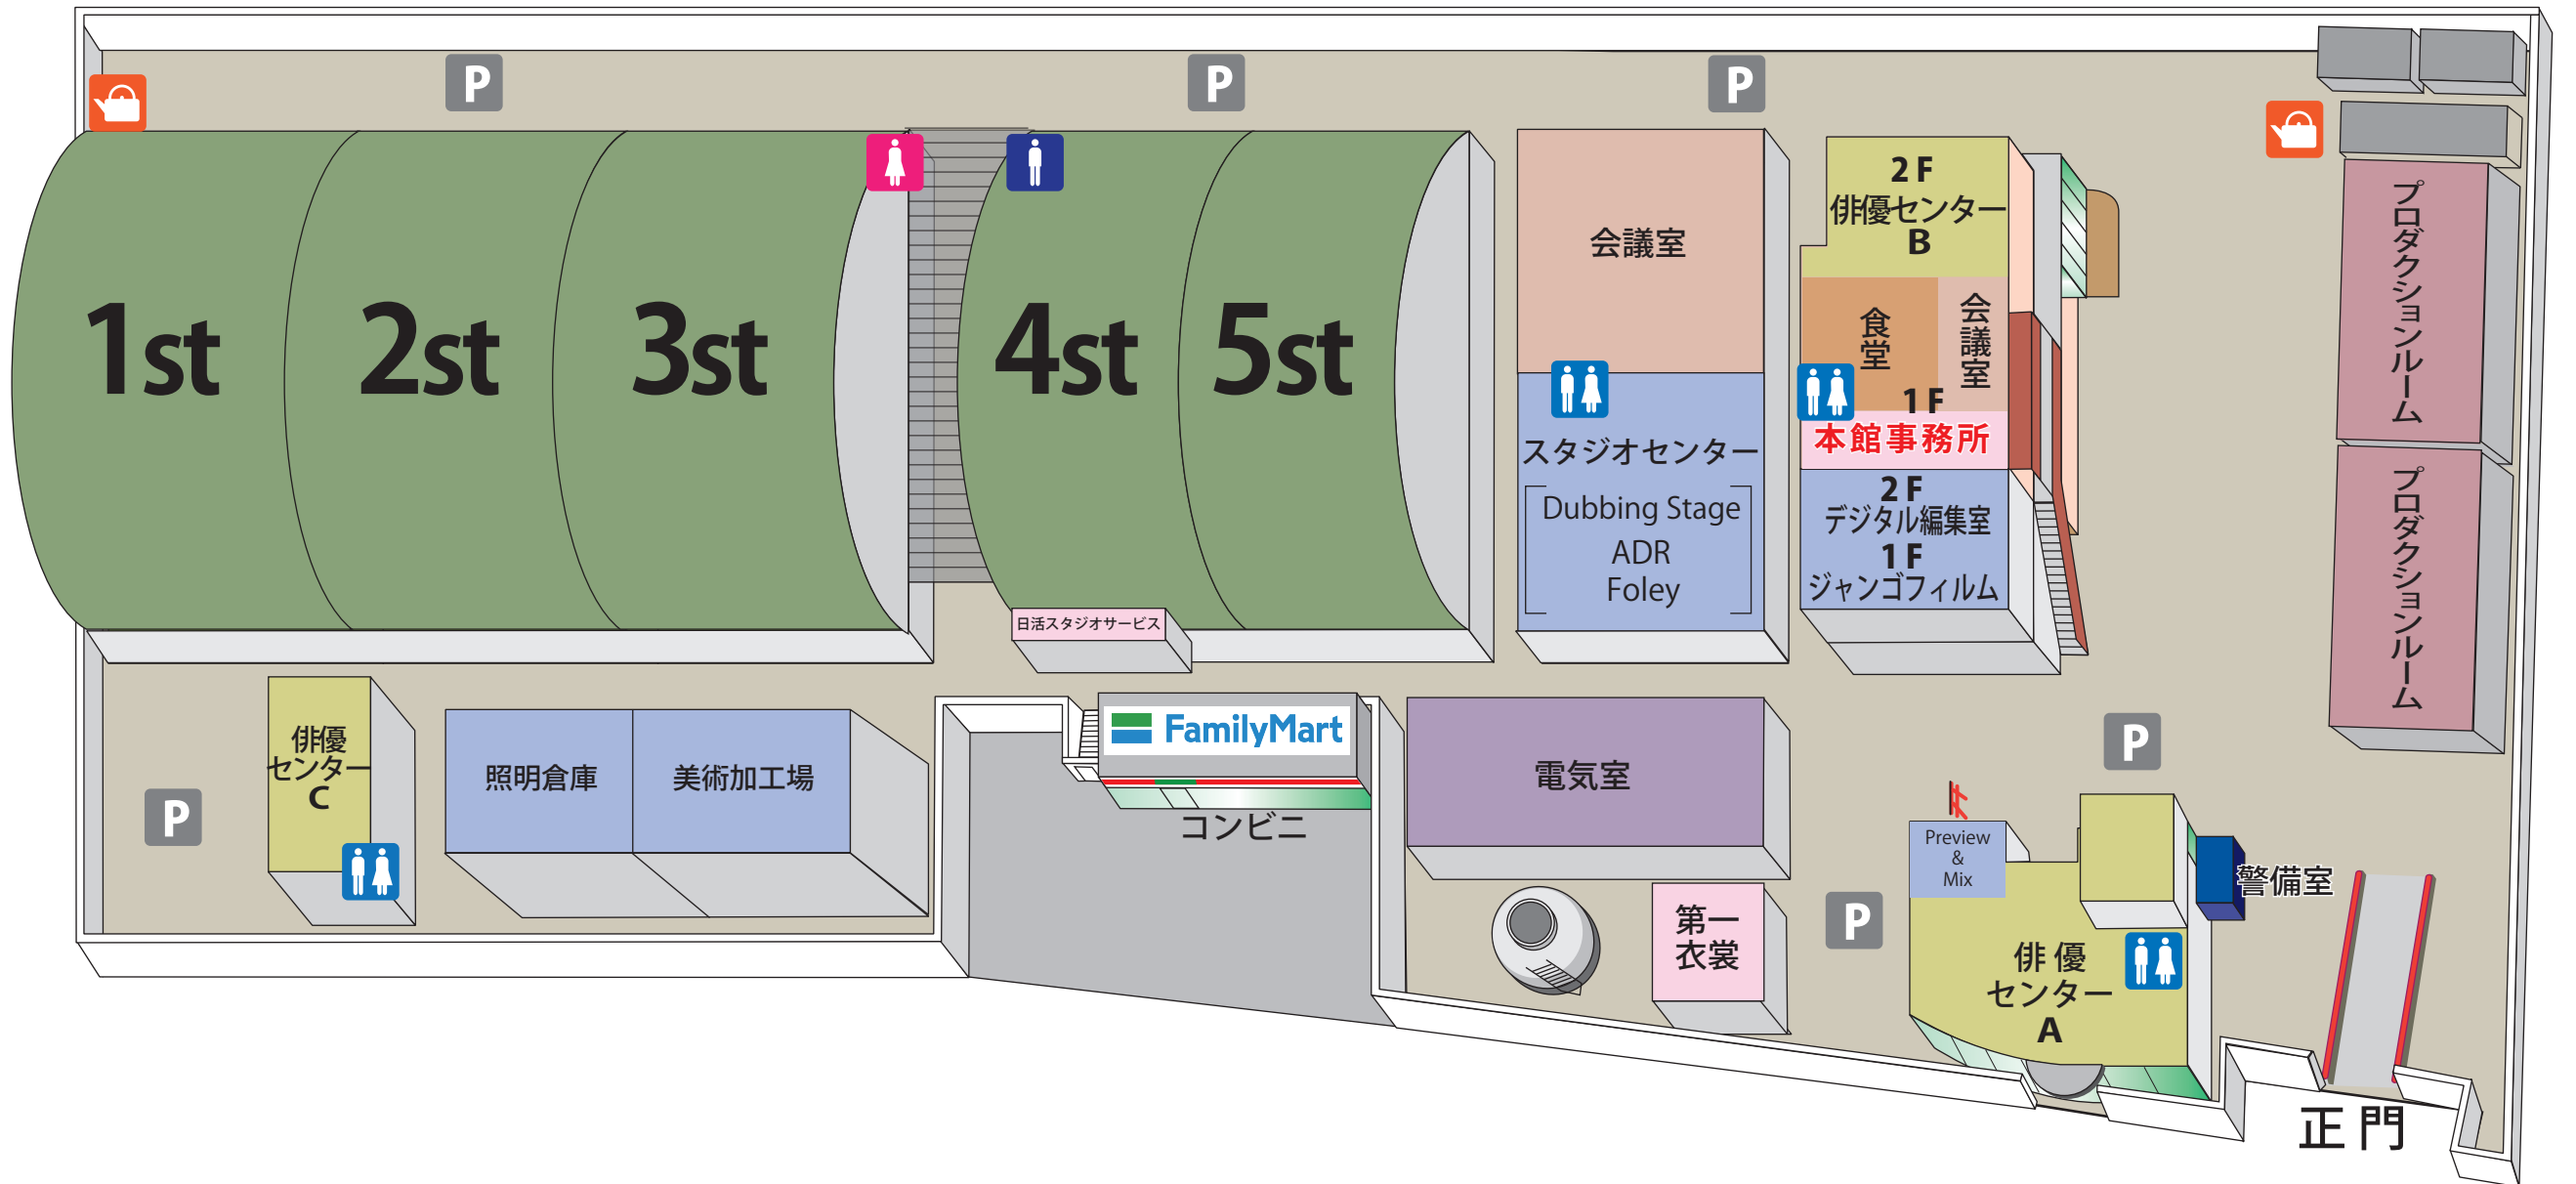 P
P
P
1st
2st
3st
4st
5st
会議室
スタジオセンター
Dubbing Stage
ADR
Foley
2F
俳優センター
B
食堂
会議室
1F
本館事務所
2F
デジタル編集室
1F
ジャンゴフィルム
プロダクションルーム
プロダクションルーム
日活スタジオサービス
P
俳優
センター
C
照明倉庫
美術加工場
FamilyMart
コンビニ
電気室
第一
衣裳
P
P
Preview
&
Mix
俳優
センター
A
警備室
正門